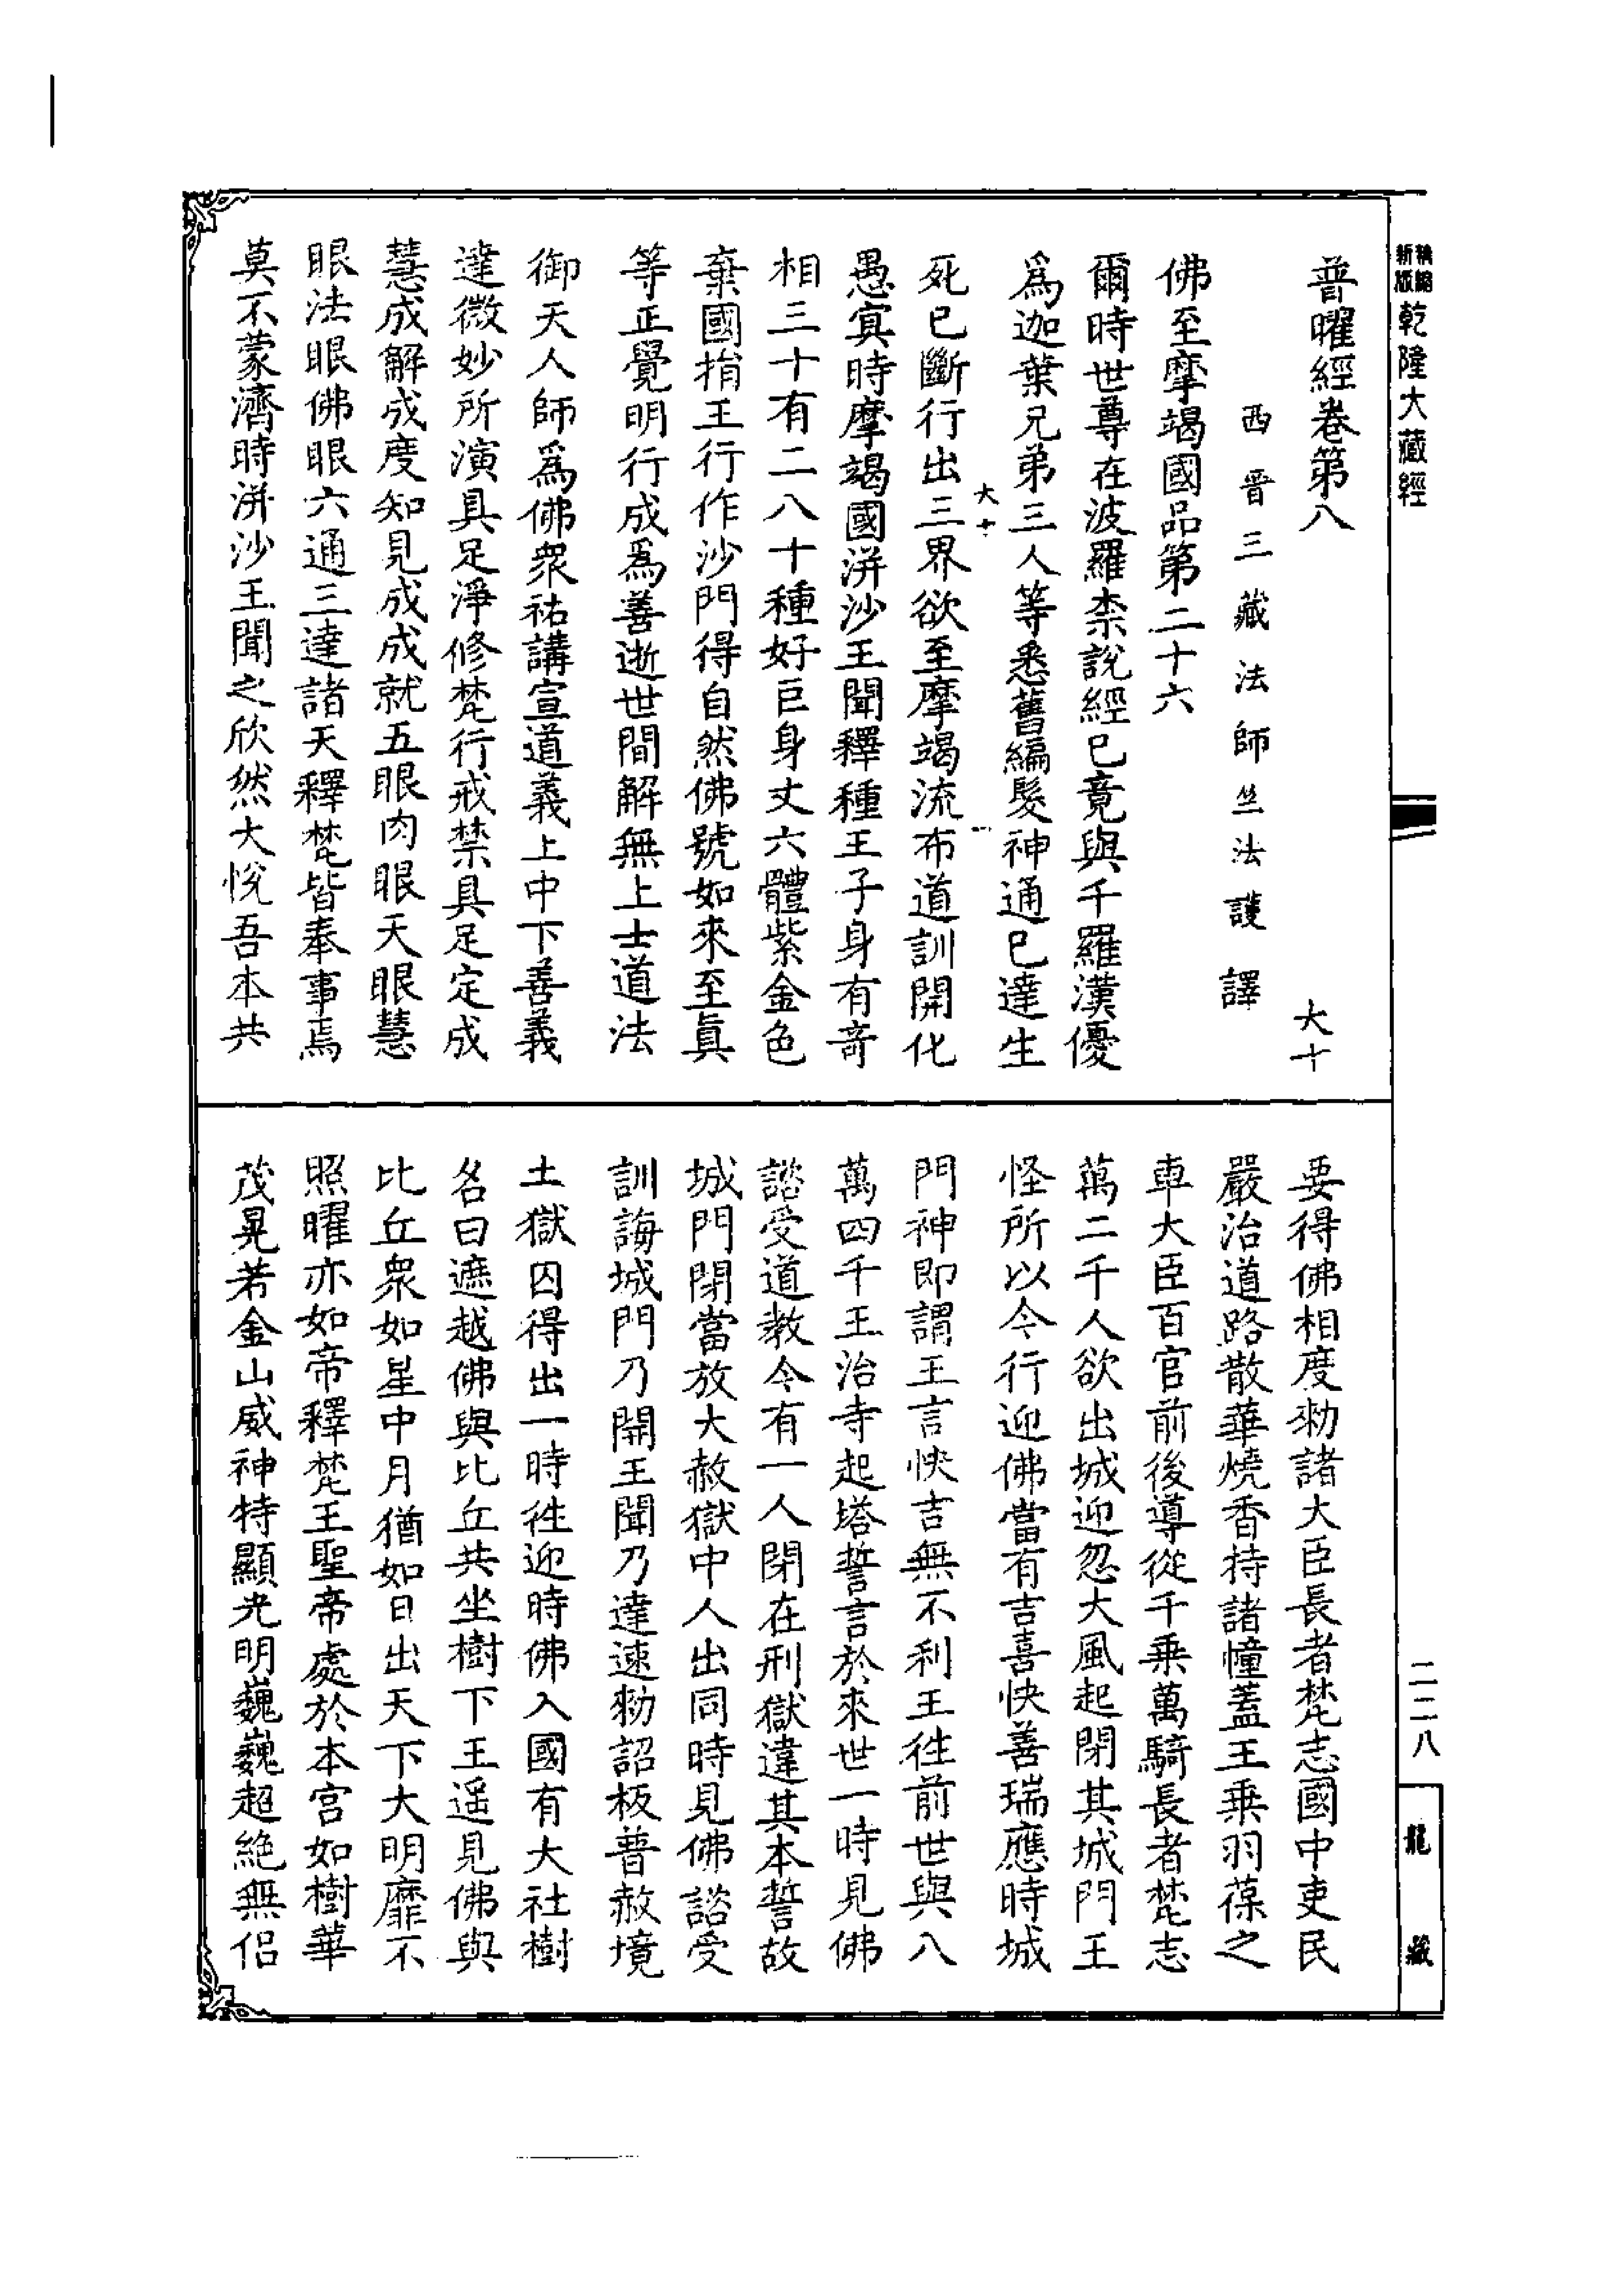 乾隆大藏經
普曜經卷第八
大十
西晉三藏法師竺法護譯
佛至摩竭國品第二十六
爾時世尊在波羅柰說經已竟與千羅漢優
為迦葉兄弟三人等悉舊編髮神通已達生
大十
一
死已斷行出三界欲至摩竭流布道訓開化
愚冥時摩竭國洴沙王聞釋種王子身有奇
相三十有二八十種好巨身丈六體紫金色
棄國捐王行作沙門得自然佛號如來至真
等正覺明行成為善逝世間解無上士道法
御天人師為佛眾祐講宣道義上中下善義
達微妙所演具足淨修梵行戒禁具足定成
慧成解成度知見成成就五眼肉眼天眼慧
眼法眼佛眼六通三達諸天釋梵皆奉事焉
莫不蒙濟時洴沙王聞之欣然大悅吾本共
要得佛相度勑諸大臣長者梵志國中吏民
嚴治道路散華燒香持諸幢蓋王乘羽葆之
車大臣百官前後導從千乘萬騎長者梵志
萬二千人欲出城迎忽大風起閉其城門王
怪所以今行迎佛當有吉喜快善瑞應時城
門神即謂王言快吉無不利王往前世與八
萬四千王治寺起塔誓言於來世一時見佛
諮受道教今有一人閉在刑獄違其本誓故
城門閉當放大赦獄中人出同時見佛諮受
訓誨城門乃開王聞乃達速勑詔板普赦境
土獄囚得出一時往迎時佛入國有大社樹
名曰遮越佛與比丘共坐樹下王遥見佛與
比丘眾如星中月猶如日出天下大明靡不
照曜亦如帝釋梵王聖帝處於本宮如樹華
茂晃若金山威神特顯光明巍巍超絶無侶
二二八
龍藏